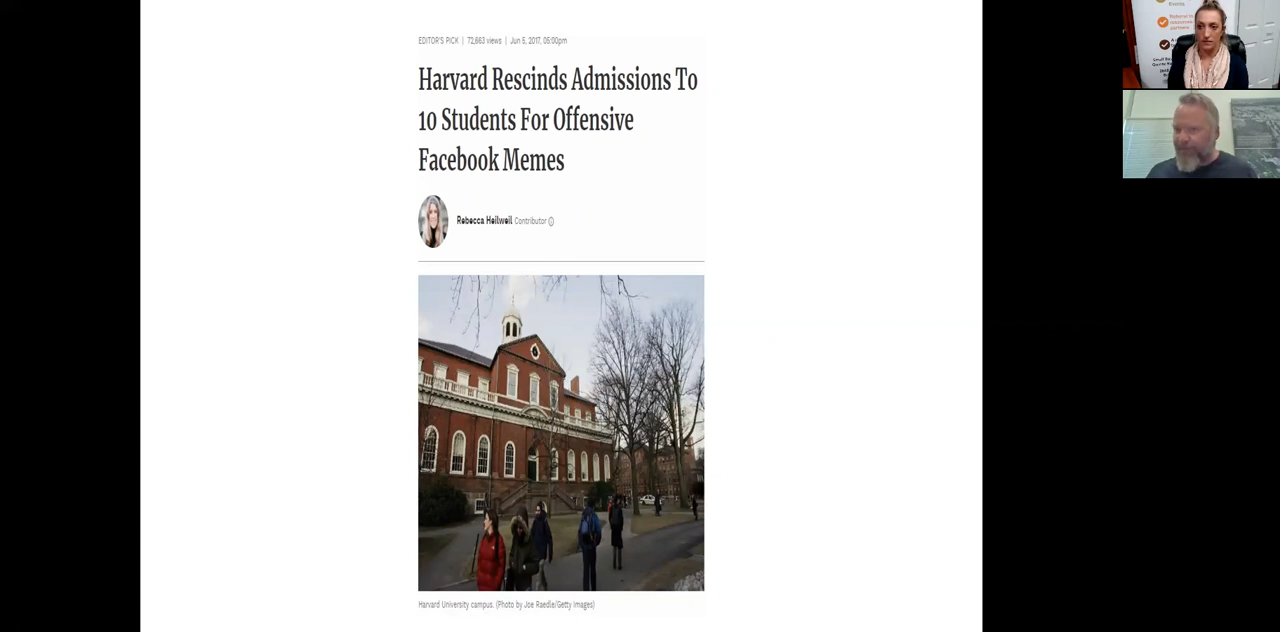 EDITOR'S PICK | 72,663 views | Jun 5, 2017, 05:00pm
Harvard Rescinds Admissions To
10 Students For Offensive
Facebook Memes
Rebecca Heilweil Contributor
Harvard University campus. (Photo by Joe Raedle/Getty Images)